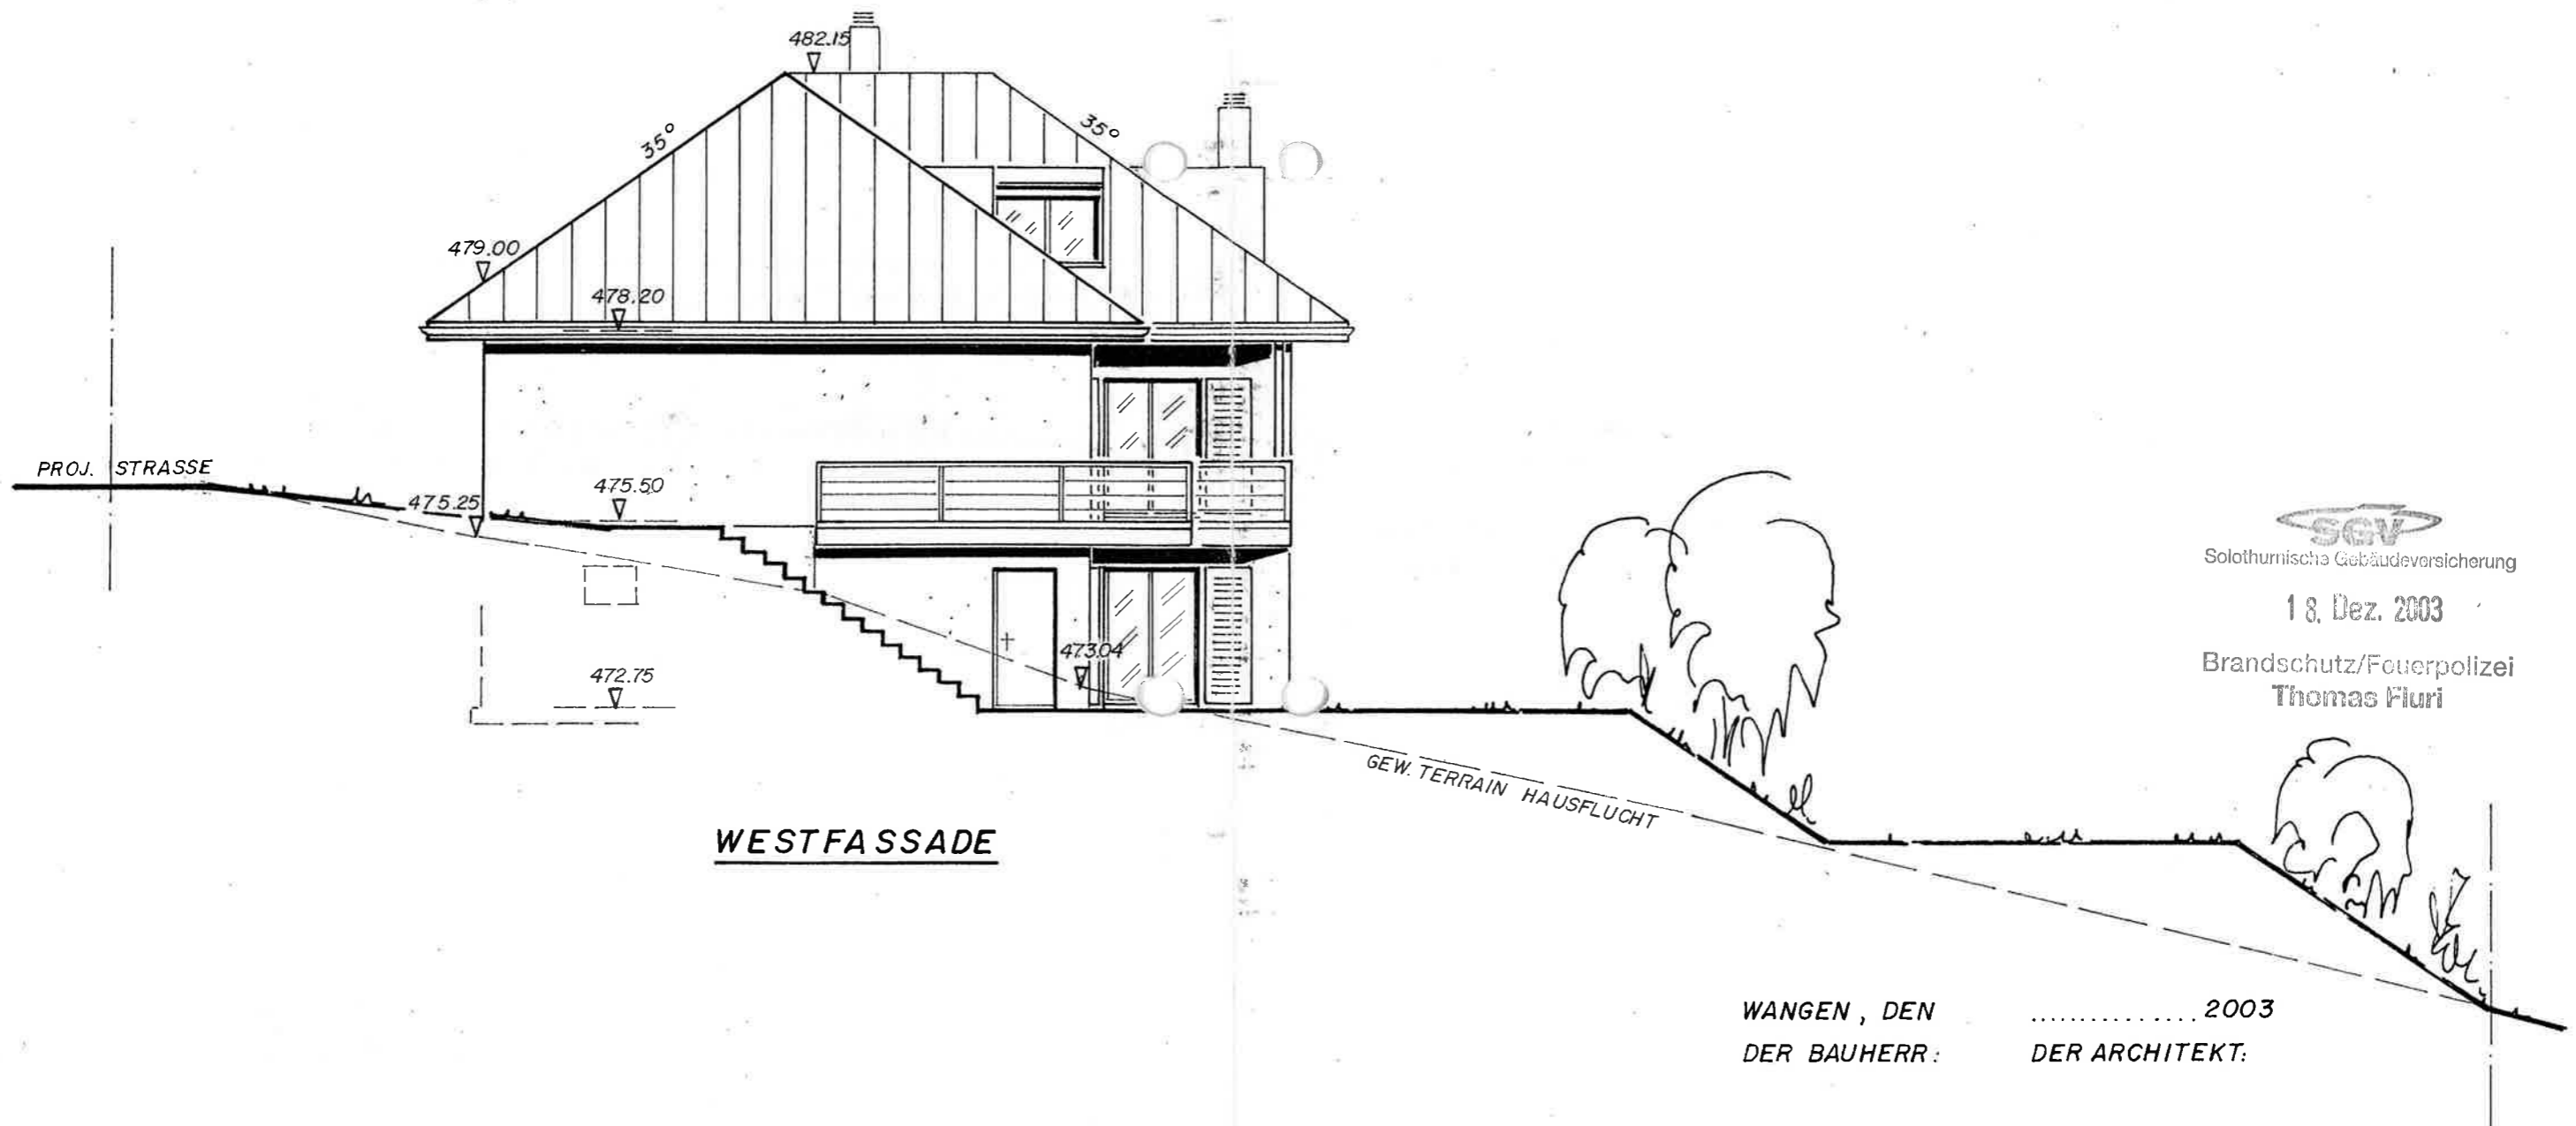 482.15
35°
35°
479.00
478.20
PROJ. STRASSE
475.25
475.50
472.75
473.04
GEW. TERRAIN HAUSFLUCHT
WESTFASSADE
SGV
Solothurnische Gebäudeversicherung
18. Dez. 2003
Brandschutz/Feuerpolizei
Thomas Fluri
WANGEN, DEN .............. 2003
DER BAUHERR: DER ARCHITEKT: